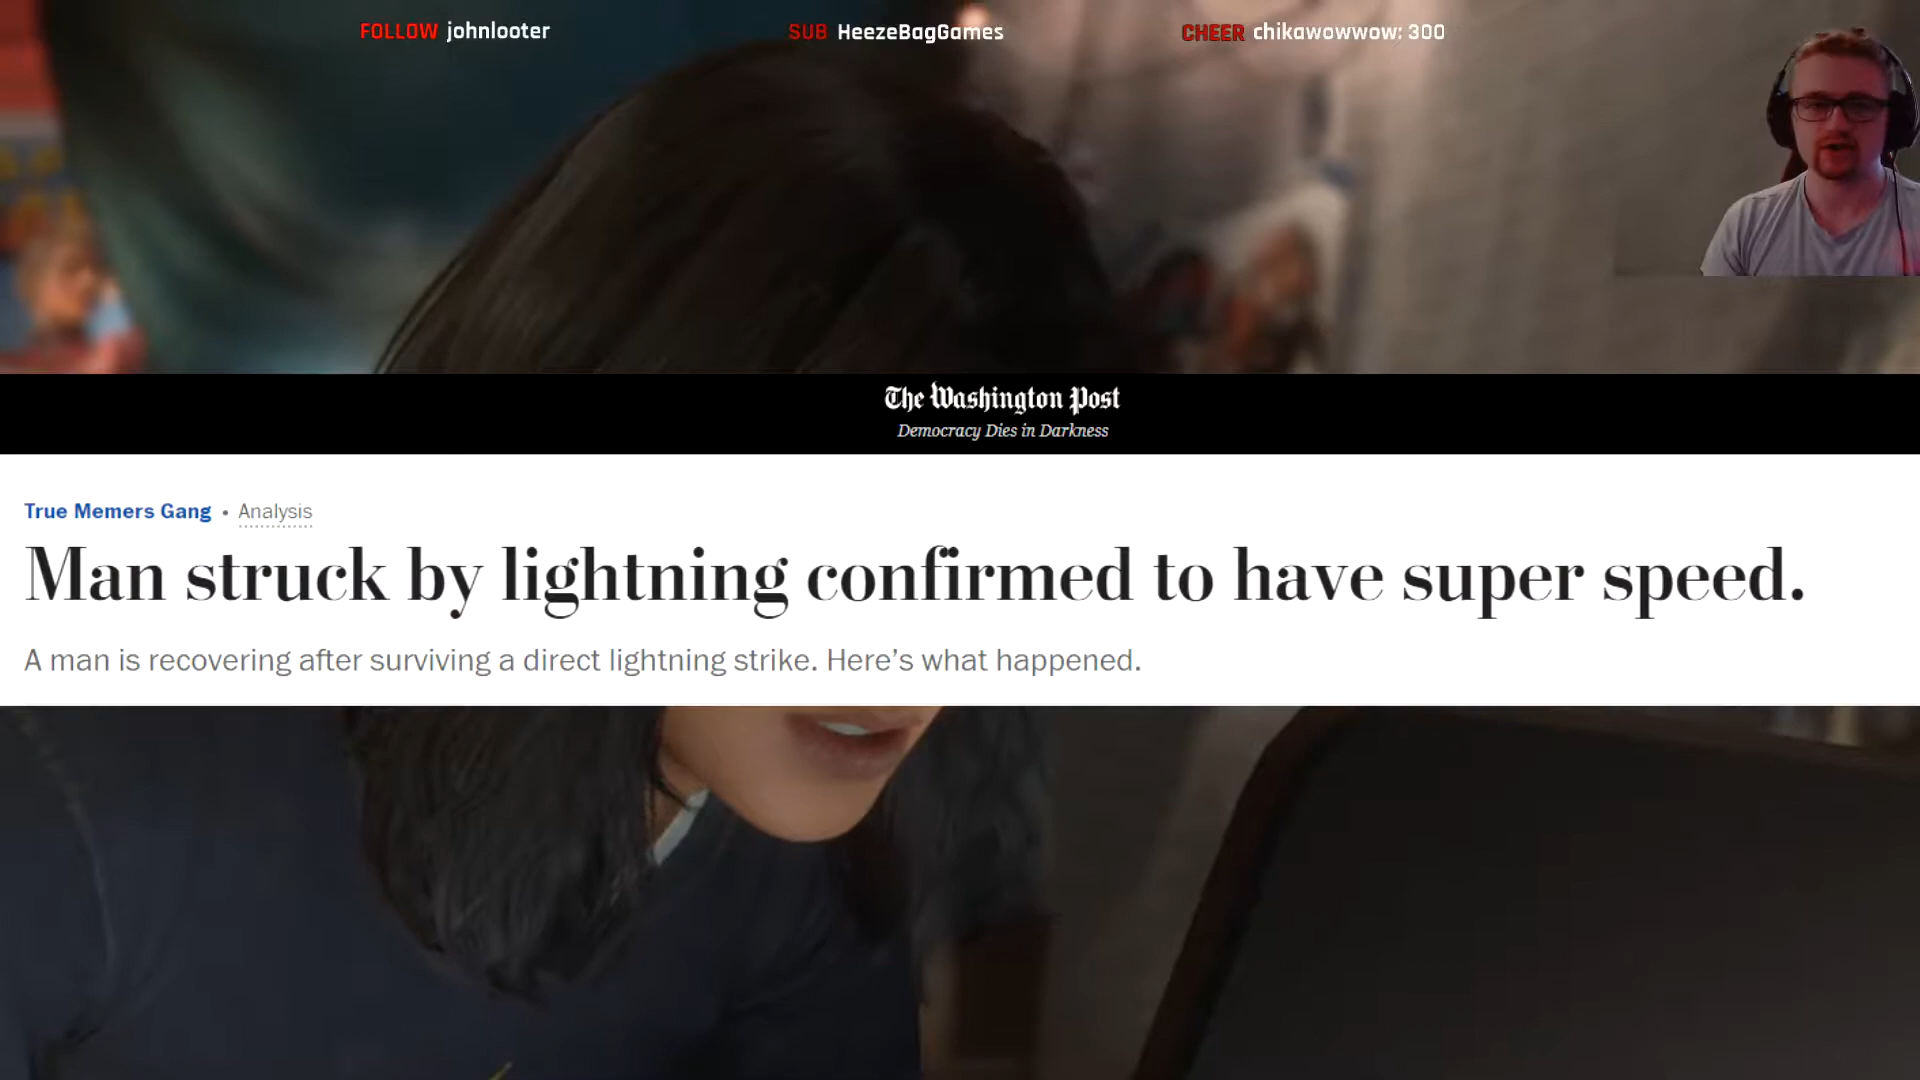 FOLLOW johnlooter SUB HeezeBagGames CHEER chikawowwow: 300
The Washington Post
Democracy Dies in Darkness
True Memers Gang • Analysis
Man struck by lightning confirmed to have super speed.
A man is recovering after surviving a direct lightning strike. Here’s what happened.